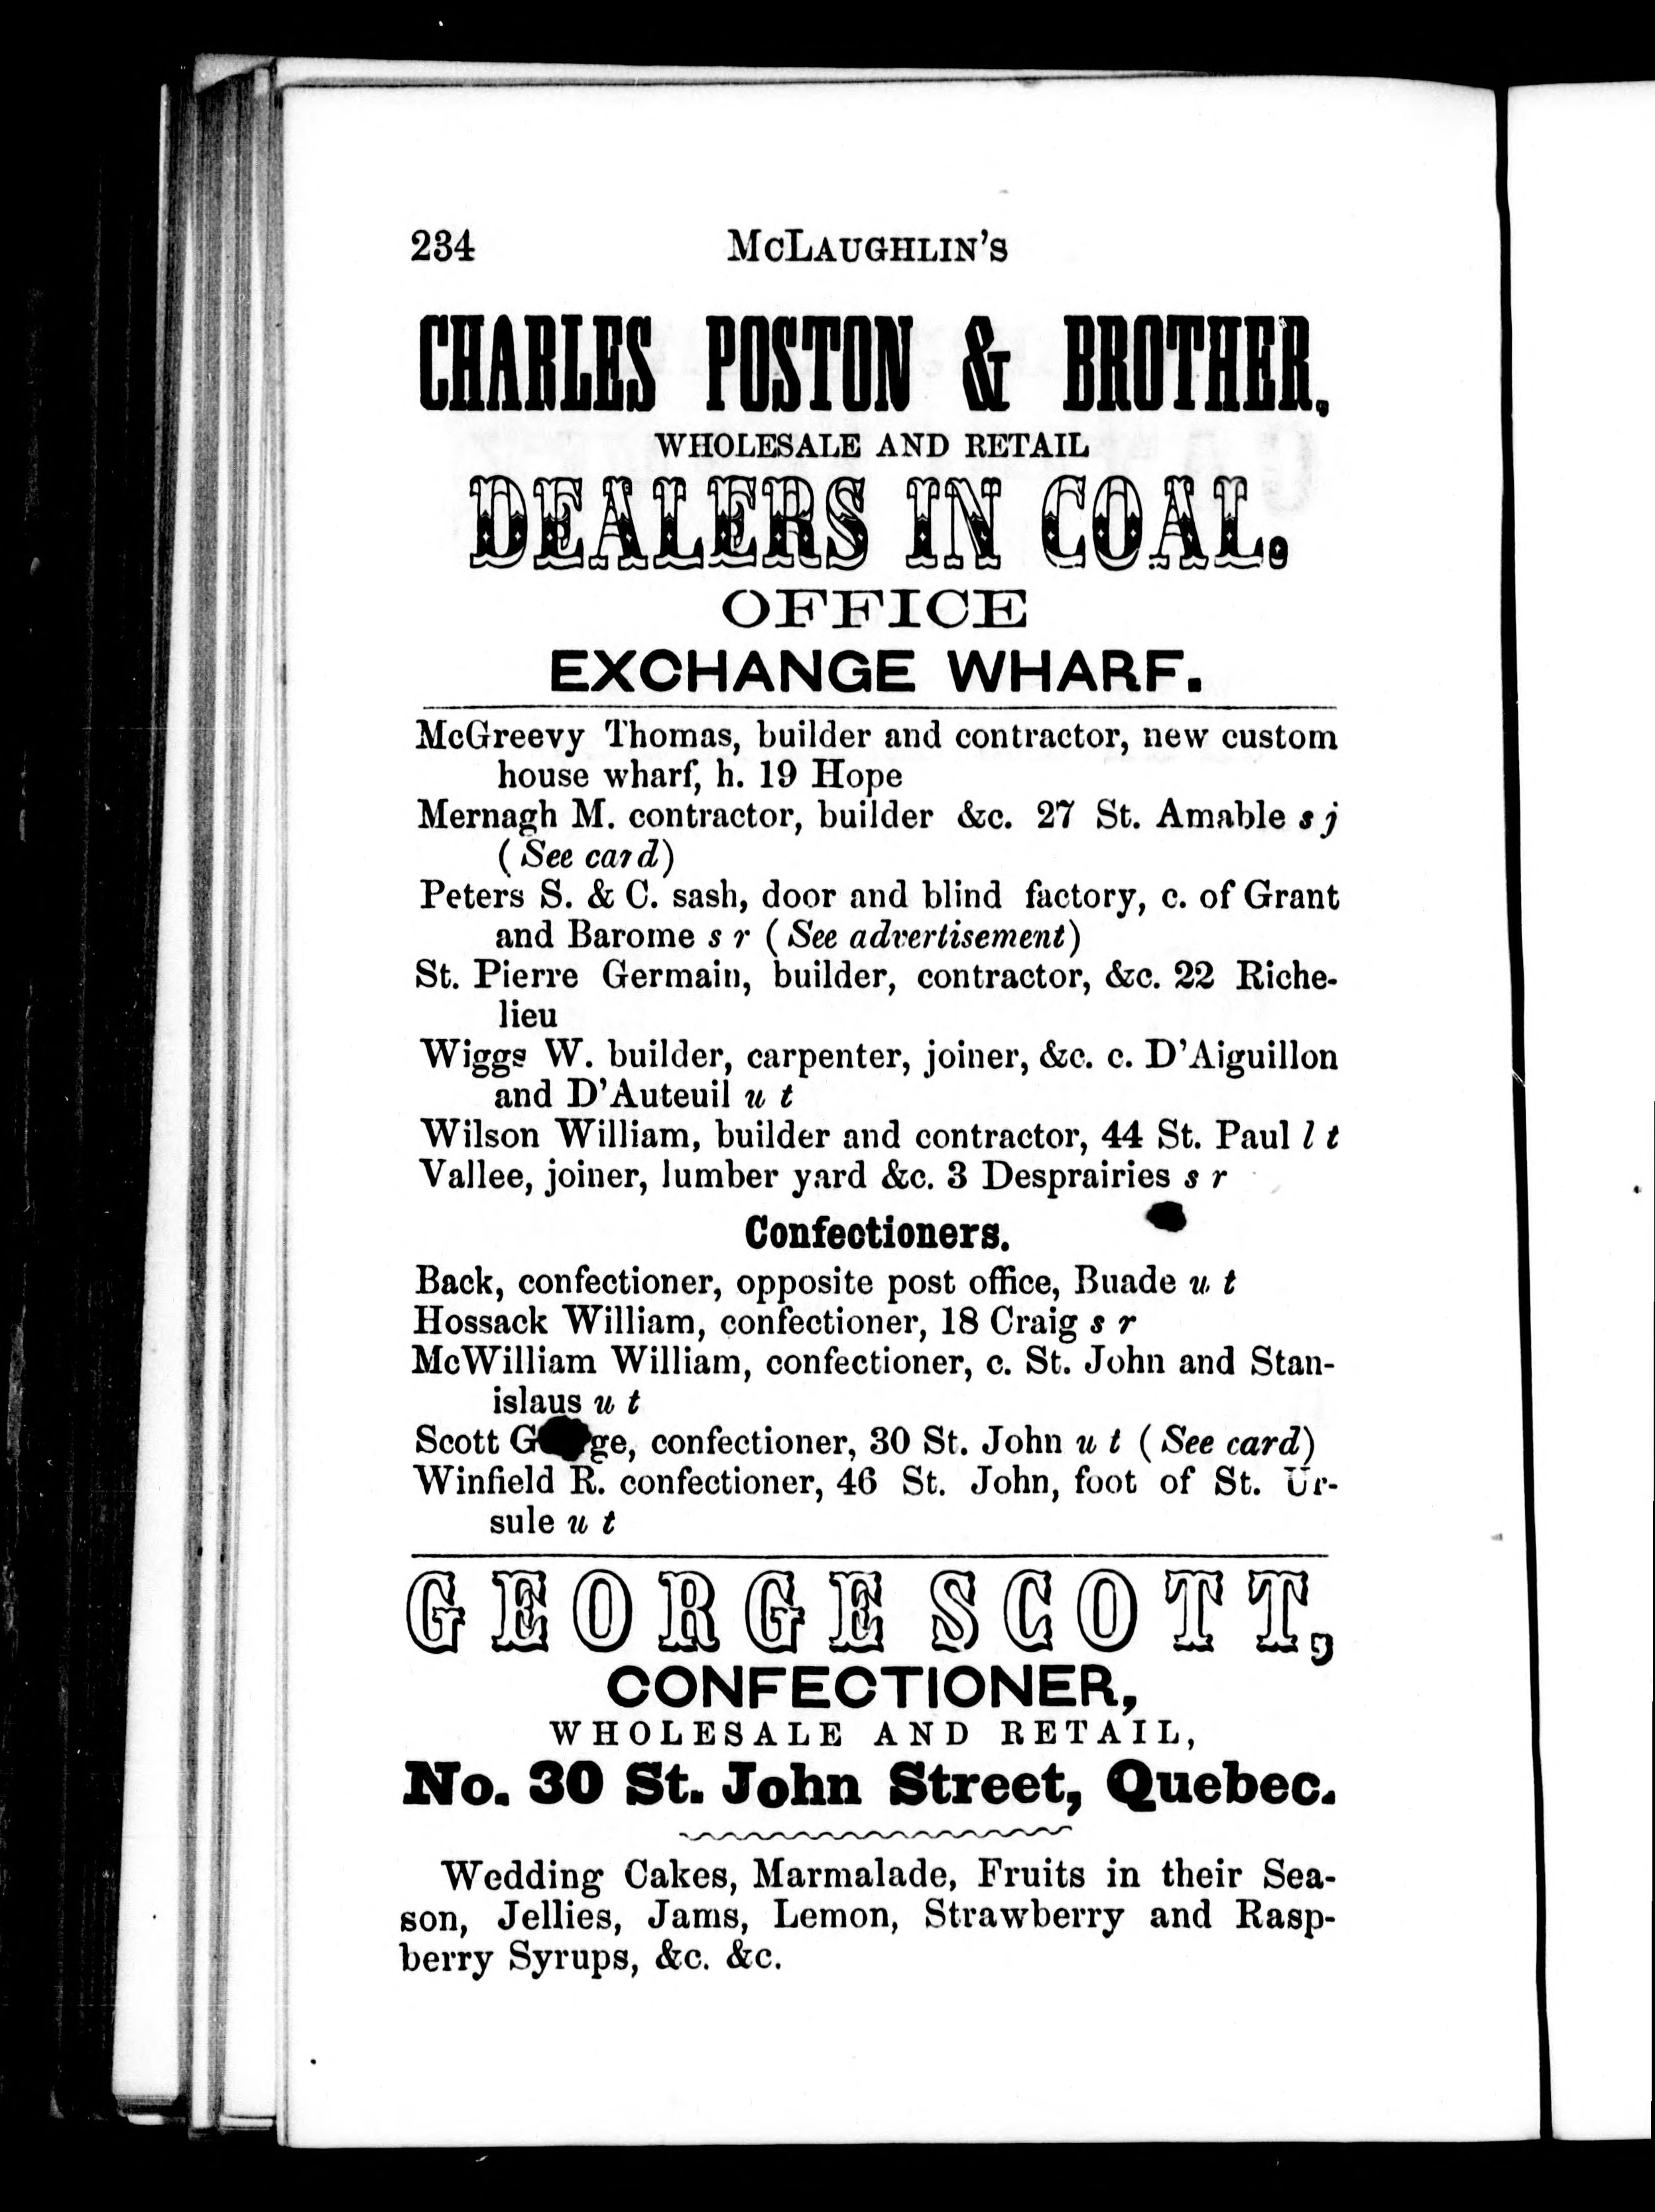 234 McLAUGHLIN'S
CHARLES POSTON & BROTHER,
WHOLESALE AND RETAIL
DEALERS IN COAL.
OFFICE
EXCHANGE WHARF.
McGreevy Thomas, builder and contractor, new custom
house wharf, h. 19 Hope
Mernagh M. contractor, builder &c. 27 St. Amable s j
(See card)
Peters S. & C. sash, door and blind factory, c. of Grant
and Barome s r (See advertisement)
St. Pierre Germain, builder, contractor, &c. 22 Riche-
lieu
Wiggs W. builder, carpenter, joiner, &c. c. D'Aiguillon
and D'Auteuil u t
Wilson William, builder and contractor, 44 St. Paul l t
Vallee, joiner, lumber yard &c. 3 Desprairies s r
Confectioners.
Back, confectioner, opposite post office, Buade u t
Hossack William, confectioner, 18 Craig s r
McWilliam William, confectioner, c. St. John and Stan-
islaus u t
Scott confectioner, 30 St. John u t (See card)
Winfield R. confectioner, 46 St. John, foot of St. Ur-
sule u t
GEORGE SCOTT,
CONFECTIONER,
WHOLESALE AND RETAIL,
No. 30 St. John Street, Quebec.
Wedding Cakes, Marmalade, Fruits in their Sea-
son, Jellies, Jams, Lemon, Strawberry and Rasp-
berry Syrups, &c. &c.